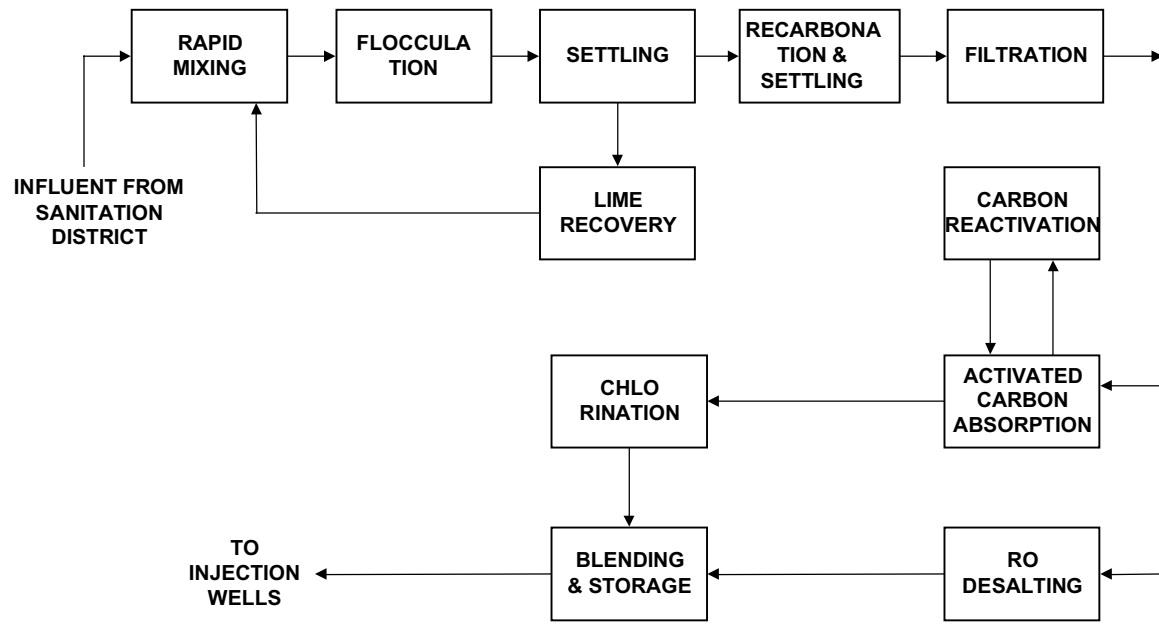 RAPID
MIXING
FLOCCULA
TION
SETTLING
RECARBONA
TION &
SETTLING
FILTRATION
INFLUENT FROM
SANITATION
DISTRICT
LIME
RECOVERY
CARBON
REACTIVATION
CHLO
RINATION
ACTIVATED
CARBON
ABSORPTION
TO
INJECTION
WELLS
BLENDING
& STORAGE
RO
DESALTING